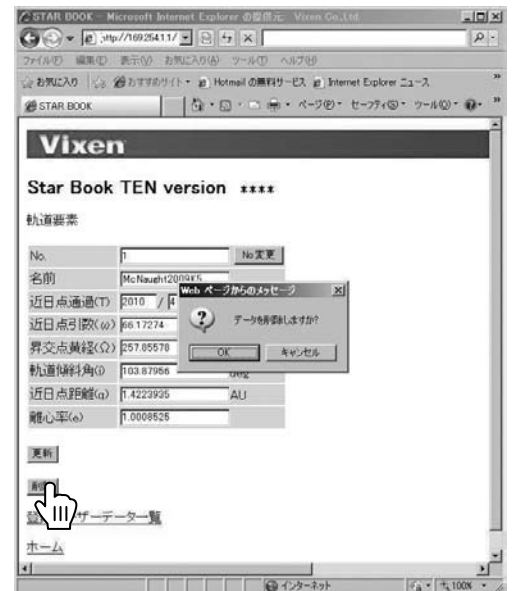 STAR BOOK - Microsoft Internet Explorer の提供元: Vixen Co.,Ltd.
http://169.254.1.1/
ファイル(F) 編集(E) 表示(V) お気に入り(A) ツール(T) ヘルプ(H)
お気に入り おすすめサイト Hotmail の無料サービス Internet Explorer ニュース
STAR BOOK ページ(P) セーフティ(S) ツール(O)
Vixen
Star Book TEN version ****
軌道要素
No. 1 No変更
名前 McNaught2009K5
近日点通過(T) 2010 / 4
近日点引数(ω) 66.17274
昇交点黄経(Ω) 257.85578
軌道傾斜角(i) 103.87956 deg
近日点距離(q) 1.4223935 AU
離心率(e) 1.0008525
Web ページからのメッセージ
データを削除しますか?
OK キャンセル
更新
削
ザーデータ一覧
ホーム
インターネット 100%